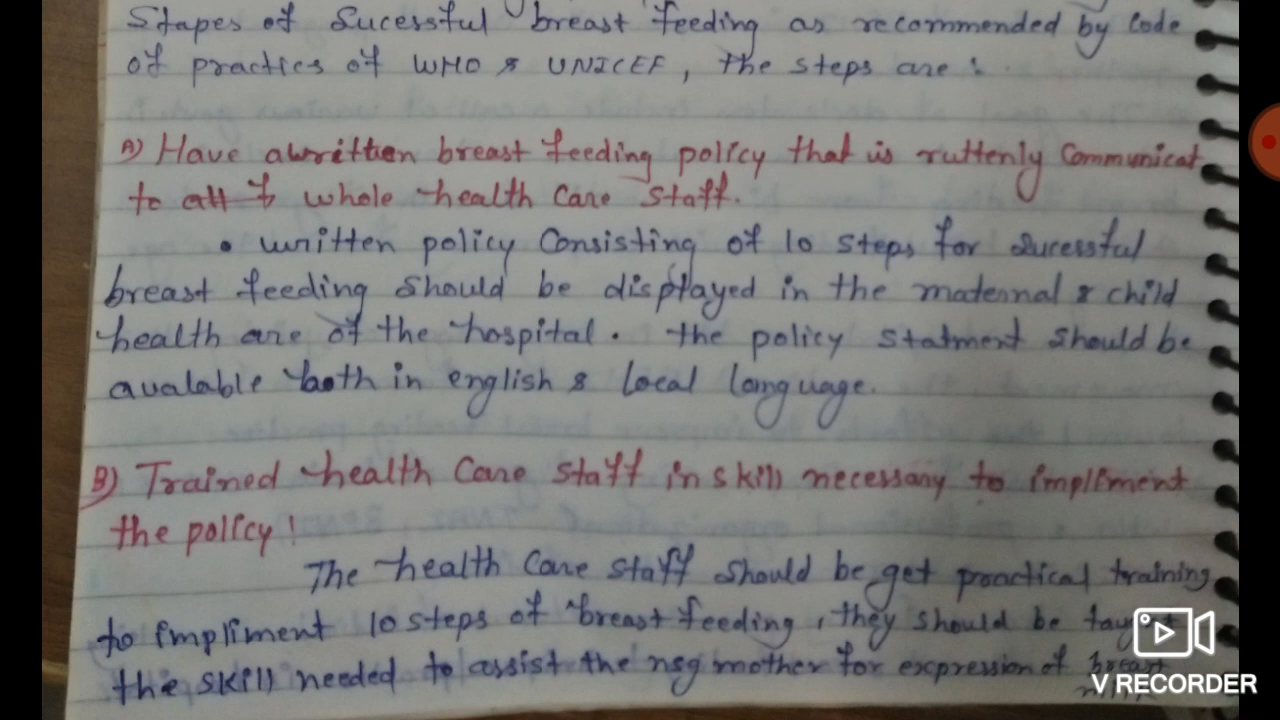 Stapes of Sucessful breast feeding as recommended by Code
of practies of WHO & UNICEF, the steps are :
A) Have a written breast feeding policy that is ruttenly Communicat
to whole health Care Staff.
• written policy Consisting of 10 Steps for Sucessful
breast feeding Should be displayed in the maternal & child
health are of the hospital. the policy Statment Should be
avalable both in english & local language.
B) Trained health Care Staff in skill necessary to impliment
the policy!
The health Care Staff Should be get practical training
to impliment 10 steps of breast feeding, they should be
the skill needed to assist the nsg mother for expression of breast
V RECORDER